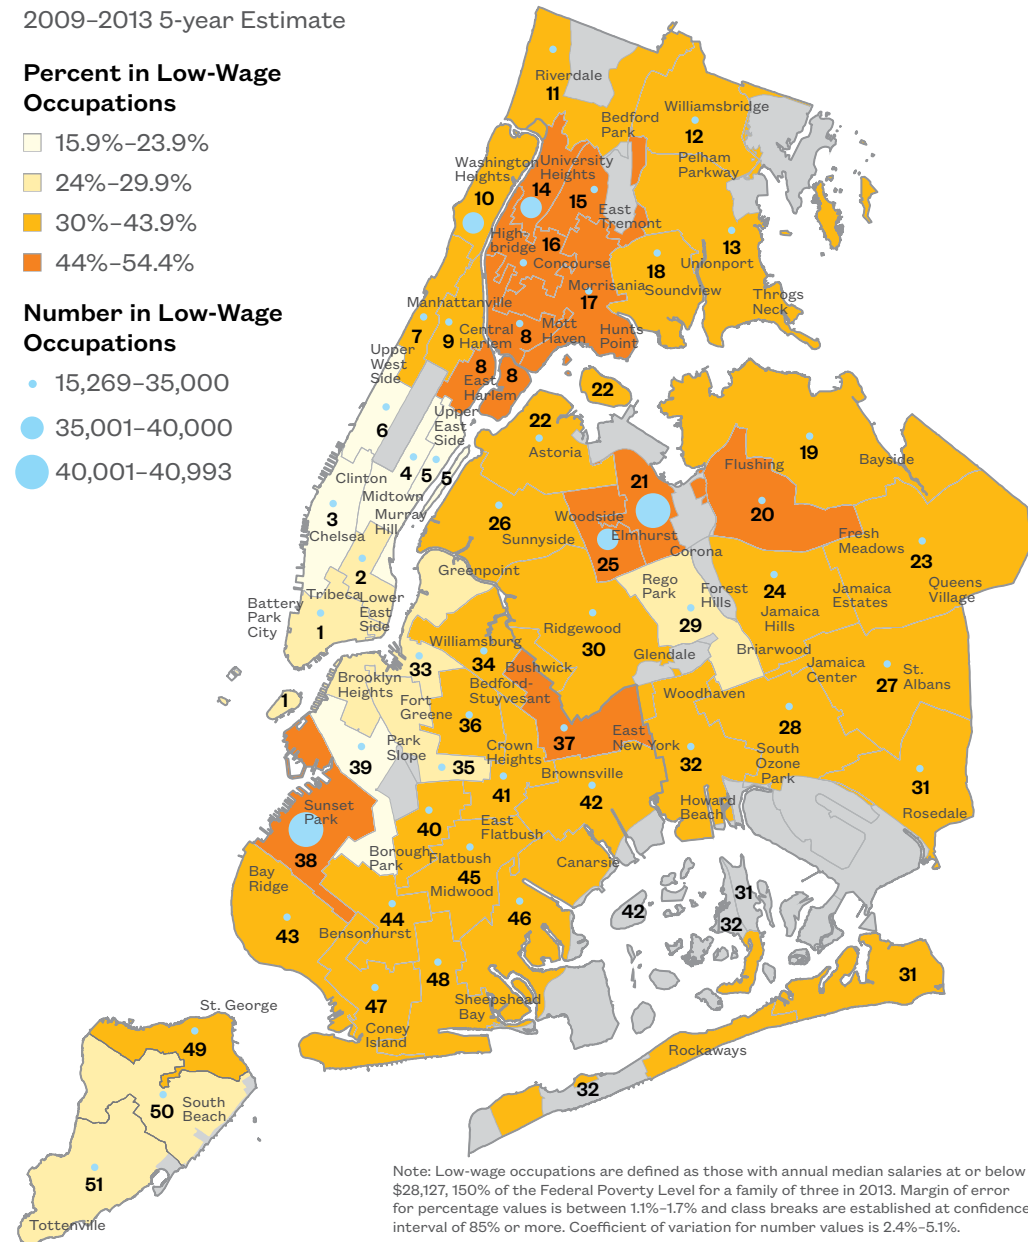 2009–2013 5-year Estimate
Percent in Low-Wage
Occupations
15.9%–23.9%
24%–29.9%
30%–43.9%
44%–54.4%
Number in Low-Wage
Occupations
15,269–35,000
35,001–40,000
40,001–40,993
Riverdale
11
Williamsbridge
12
Bedford
Park
Pelham
Parkway
Washington
Heights
10
University
Heights
14
15
East
Tremont
High-
bridge
16
Concourse
13
Unionport
18
Soundview
Morrisania
17
Throgs
Neck
Manhattanville
7
9
Central
Harlem
8
Mott
Haven
Hunts
Point
Upper
West
Side
8
East
Harlem
8
22
22
Astoria
Upper
East
Side
6
4
5
5
Clinton
Midtown
Murray
Hill
3
Chelsea
2
Tribeca
Lower
East
Side
Battery
Park
City
1
1
19
Bayside
Flushing
20
21
Woodside
Elmhurst
25
Corona
26
Sunnyside
Fresh
Meadows
23
Queens
Village
Greenpoint
Rego
Park
Forest
Hills
29
24
Jamaica
Hills
Jamaica
Estates
Briarwood
Ridgewood
30
Glendale
Jamaica
Center
27
St.
Albans
Williamsburg
33
34
Bushwick
Bedford-
Stuyvesant
Woodhaven
28
South
Ozone
Park
Brooklyn
Heights
Fort
Greene
36
37
East
New York
32
Park
Slope
39
35
Crown
Heights
Brownsville
31
Rosedale
Howard
Beach
41
42
Sunset
Park
38
40
East
Flatbush
Borough
Park
Flatbush
45
Midwood
Canarsie
Bay
Ridge
43
44
Bensonhurst
46
42
31
32
31
48
47
Sheepshead
Bay
Coney
Island
Rockaways
32
St. George
49
50
South
Beach
51
Tottenville
Note: Low-wage occupations are defined as those with annual median salaries at or below
$28,127, 150% of the Federal Poverty Level for a family of three in 2013. Margin of error
for percentage values is between 1.1%–1.7% and class breaks are established at confidence
interval of 85% or more. Coefficient of variation for number values is 2.4%–5.1%.